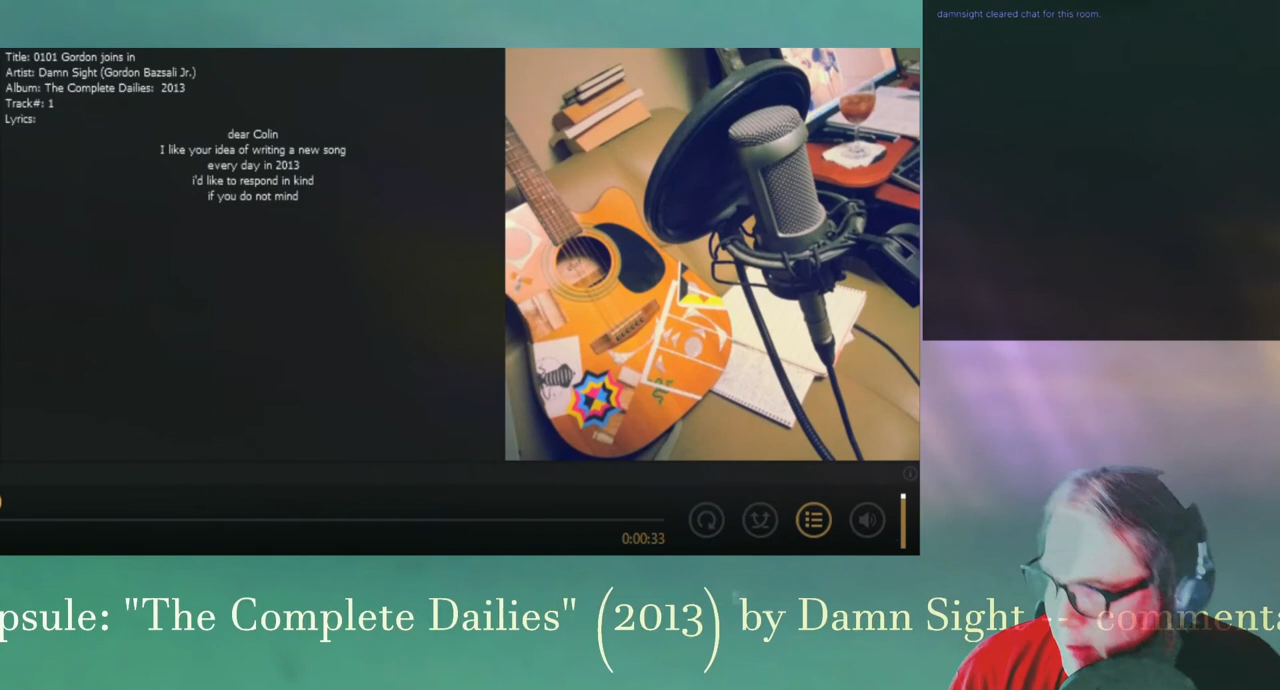 Title: 0101 Gordon joins in
Artist: Damn Sight (Gordon Bazsali Jr.)
Album: The Complete Dailies:  2013
Track#: 1
Lyrics:
dear Colin
I like your idea of writing a new song
every day in 2013
i'd like to respond in kind
if you do not mind
0:00:33
damnsight cleared chat for this room.
psule: "The Complete Dailies" (2013) by Damn Sight -- commenta